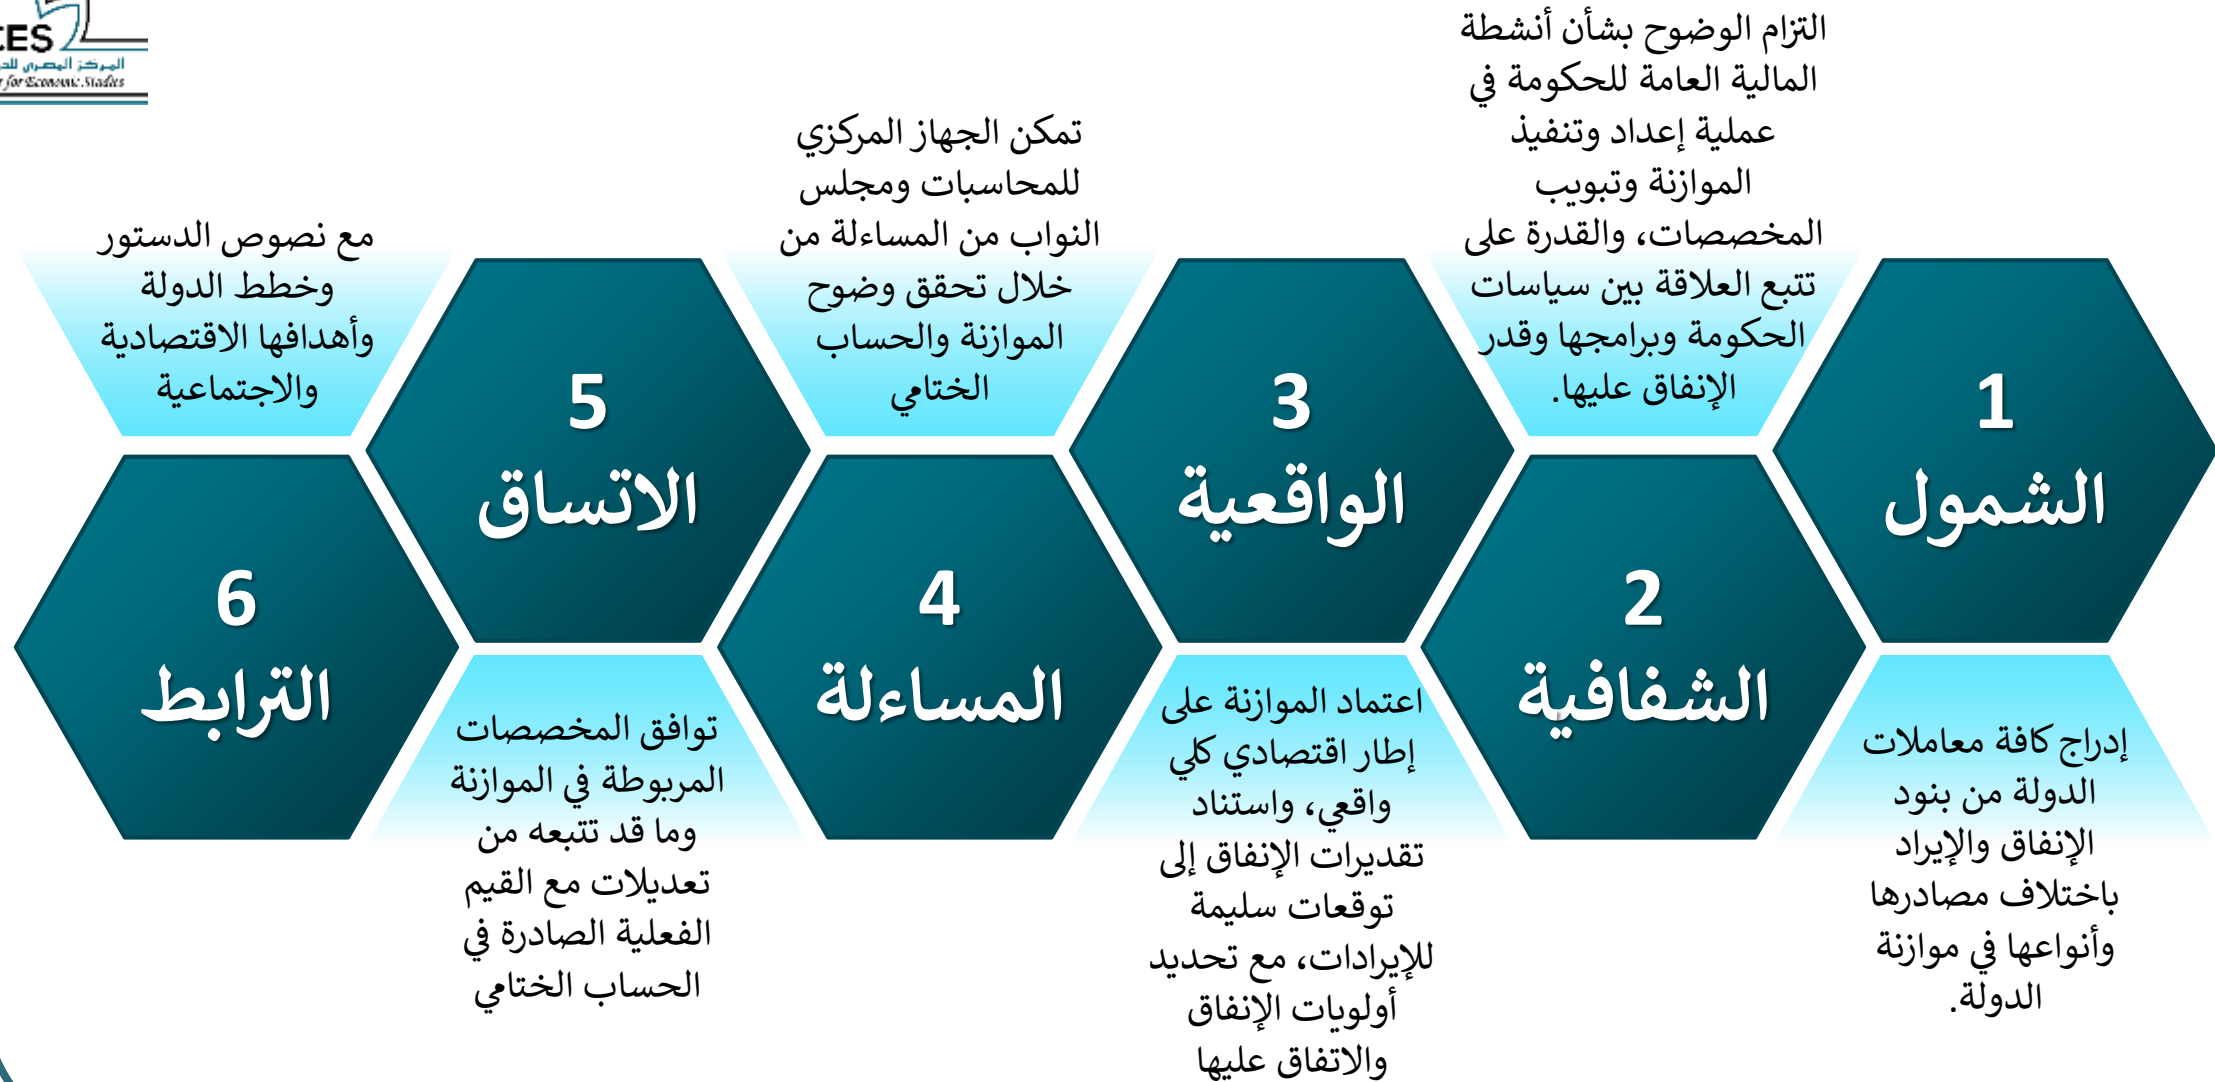 CES
المركز المصري
for Economic Studies
1
الشمول
إدراج كافة معاملات
الدولة من بنود
الإنفاق والإيراد
باختلاف مصادرها
وأنواعها في موازنة
الدولة.
2
الشفافية
التزام الوضوح بشأن أنشطة
المالية العامة للحكومة في
عملية إعداد وتنفيذ
الموازنة وتبويب
المخصصات، والقدرة على
تتبع العلاقة بين سياسات
الحكومة وبرامجها وقدر
الإنفاق عليها.
3
الواقعية
اعتماد الموازنة على
إطار اقتصادي كلي
واقعي، واستناد
تقديرات الإنفاق إلى
توقعات سليمة
للإيرادات، مع تحديد
أولويات الإنفاق
والاتفاق عليها
4
المساءلة
تمكن الجهاز المركزي
للمحاسبات ومجلس
النواب من المساءلة من
خلال تحقق وضوح
الموازنة والحساب
الختامي
5
الاتساق
توافق المخصصات
المربوطة في الموازنة
وما قد تتبعه من
تعديلات مع القيم
الفعلية الصادرة في
الحساب الختامي
6
الترابط
مع نصوص الدستور
وخطط الدولة
وأهدافها الاقتصادية
والاجتماعية